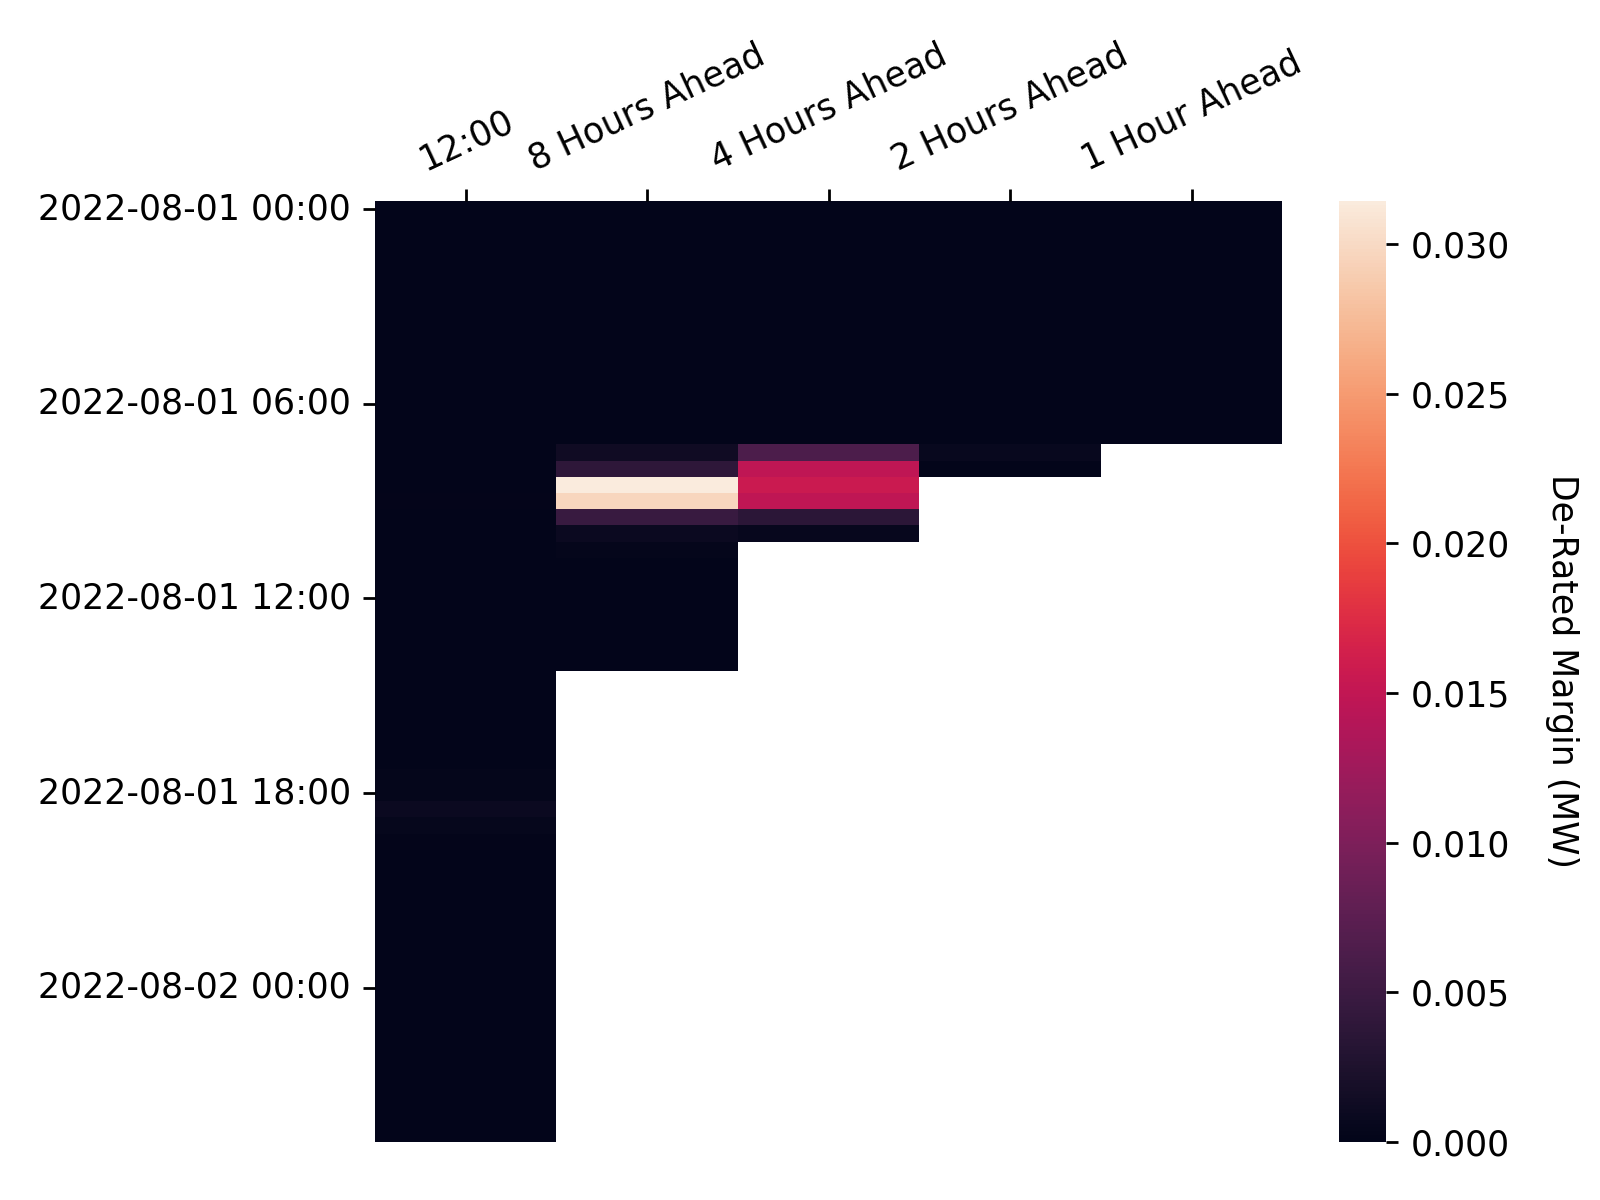 12:00
8 Hours Ahead
4 Hours Ahead
2 Hours Ahead
1 Hour Ahead
2022-08-01 00:00
2022-08-01 06:00
2022-08-01 12:00
2022-08-01 18:00
2022-08-02 00:00
0.030
0.025
0.020
0.015
0.010
0.005
0.000
De-Rated Margin (MW)